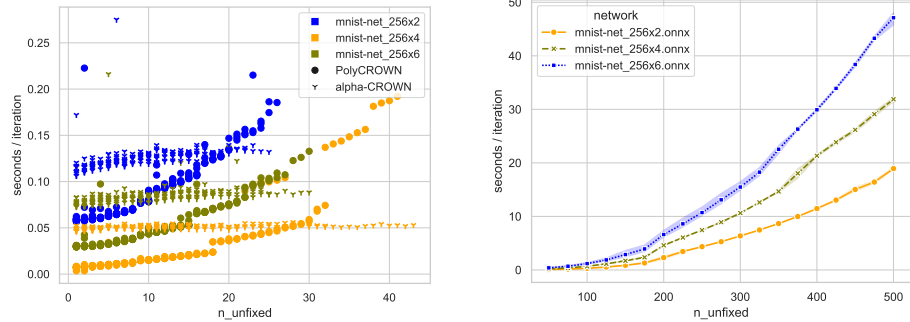 0.25
0.20
0.15
0.10
0.05
0.00
seconds / iteration
0
10
20
30
40
n_unfixed
mnist-net_256x2
mnist-net_256x4
mnist-net_256x6
PolyCROWN
alpha-CROWN
50
40
30
20
10
0
seconds / iteration
100
200
300
400
500
n_unfixed
network
mnist-net_256x2.onnx
mnist-net_256x4.onnx
mnist-net_256x6.onnx